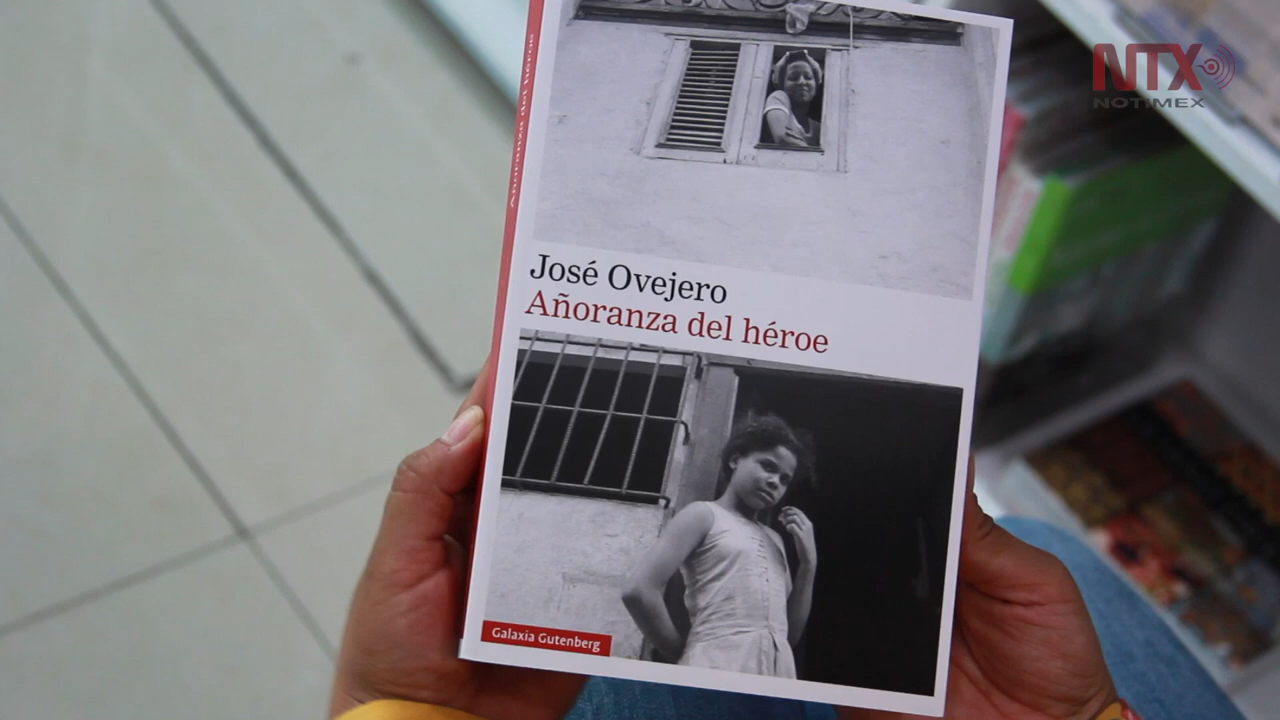 NTX
NOTIMEX
Añoranza del héroe
José Ovejero
Añoranza del héroe
Galaxia Gutenberg